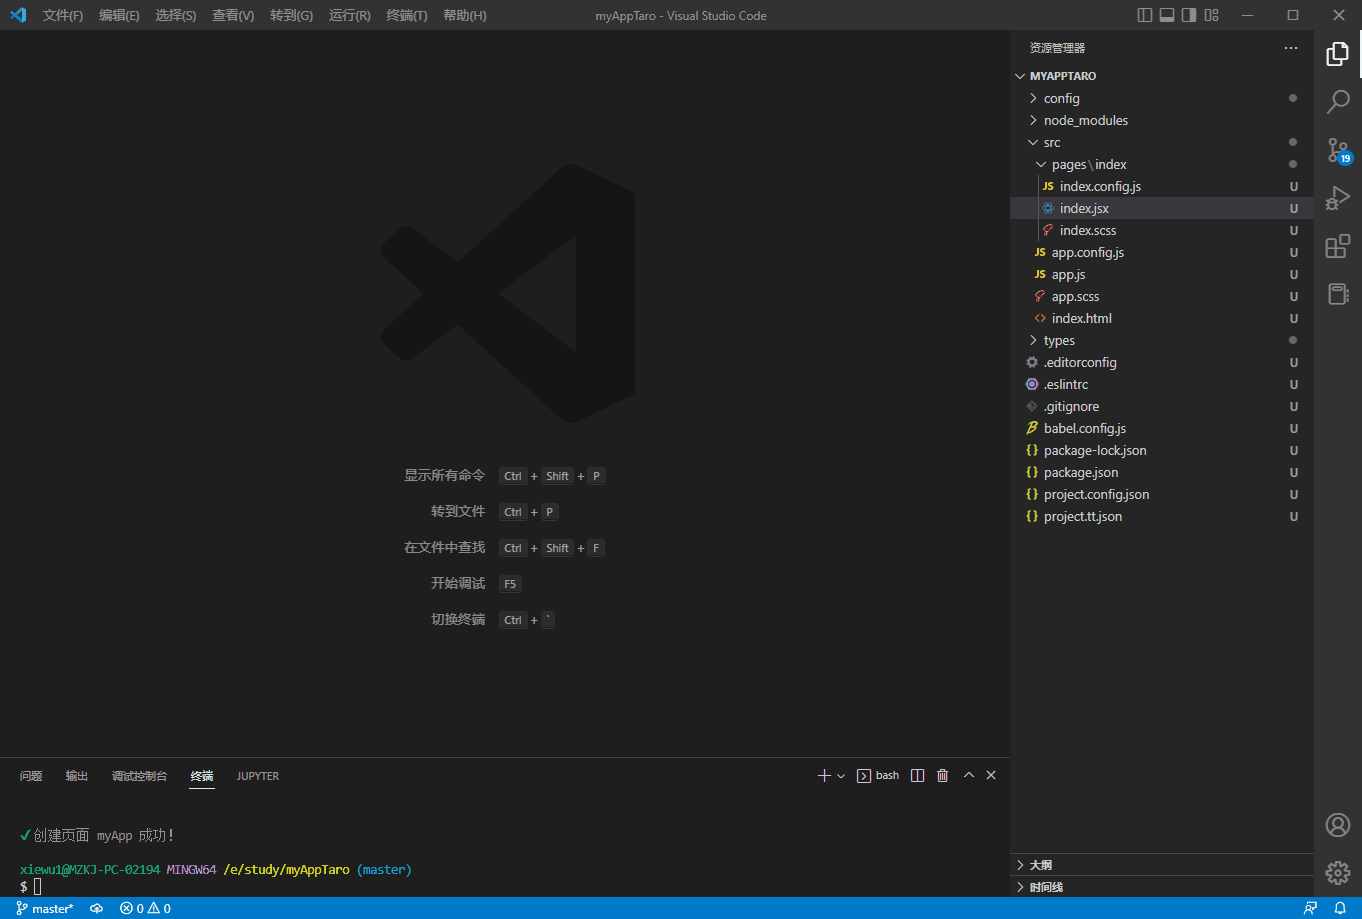 文件(F) 编辑(E) 选择(S) 查看(V) 转到(G) 运行(R) 终端(T) 帮助(H) myAppTaro - Visual Studio Code
显示所有命令 Ctrl + Shift + P
转到文件 Ctrl + P
在文件中查找 Ctrl + Shift + F
开始调试 F5
切换终端 Ctrl + `
问题 输出 调试控制台 终端 JUPYTER bash
✔创建页面 myApp 成功!
xiewu1@MZKJ-PC-02194 MINGW64 /e/study/myAppTaro (master)
$
资源管理器
MYAPPTARO
config
node_modules
src
pages\index
index.config.js U
index.jsx U
index.scss U
app.config.js U
app.js U
app.scss U
index.html U
types
.editorconfig U
.eslintrc U
.gitignore U
babel.config.js U
package-lock.json U
package.json U
project.config.json U
project.tt.json U
大纲
时间线
19
master* 0 0